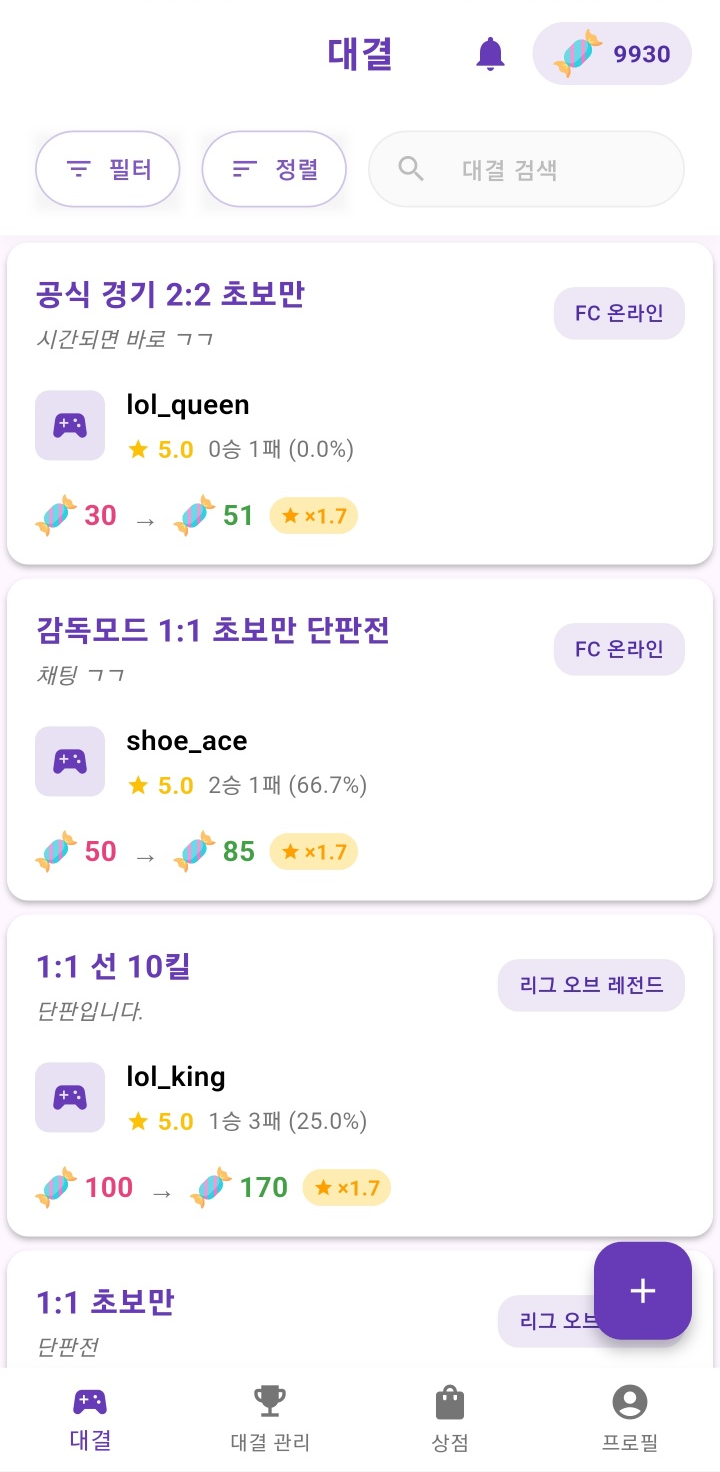 대결
9930
필터
정렬
대결 검색
공식 경기 2:2 초보만
FC 온라인
시간되면 바로 ㄱㄱ
lol_queen
5.0 0승 1패 (0.0%)
30 → 51 ×1.7
감독모드 1:1 초보만 단판전
FC 온라인
채팅 ㄱㄱ
shoe_ace
5.0 2승 1패 (66.7%)
50 → 85 ×1.7
1:1 선 10킬
리그 오브 레전드
단판입니다.
lol_king
5.0 1승 3패 (25.0%)
100 → 170 ×1.7
1:1 초보만
리그 오브
단판전
대결
대결 관리
상점
프로필